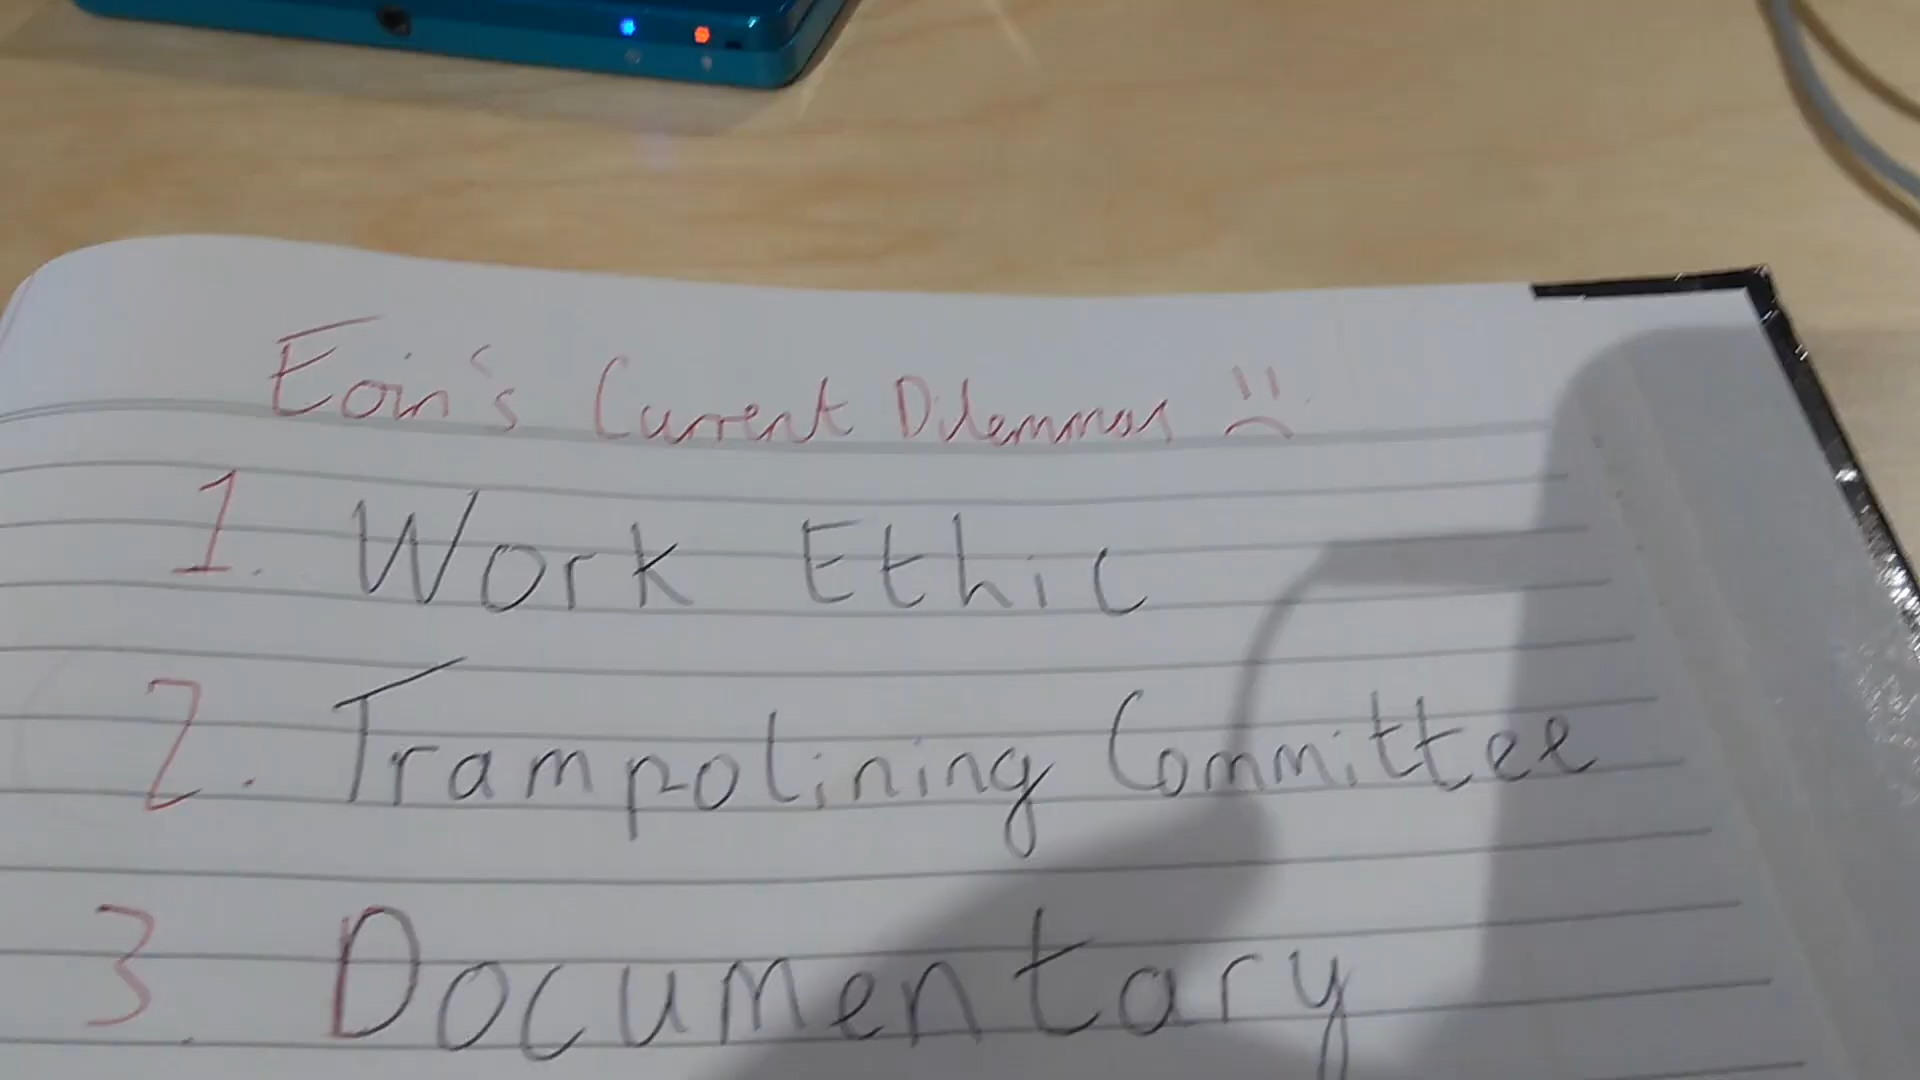 Eoin's Current Dilemmas :(
1. Work Ethic
2. Trampolining Committee
3. Documentary